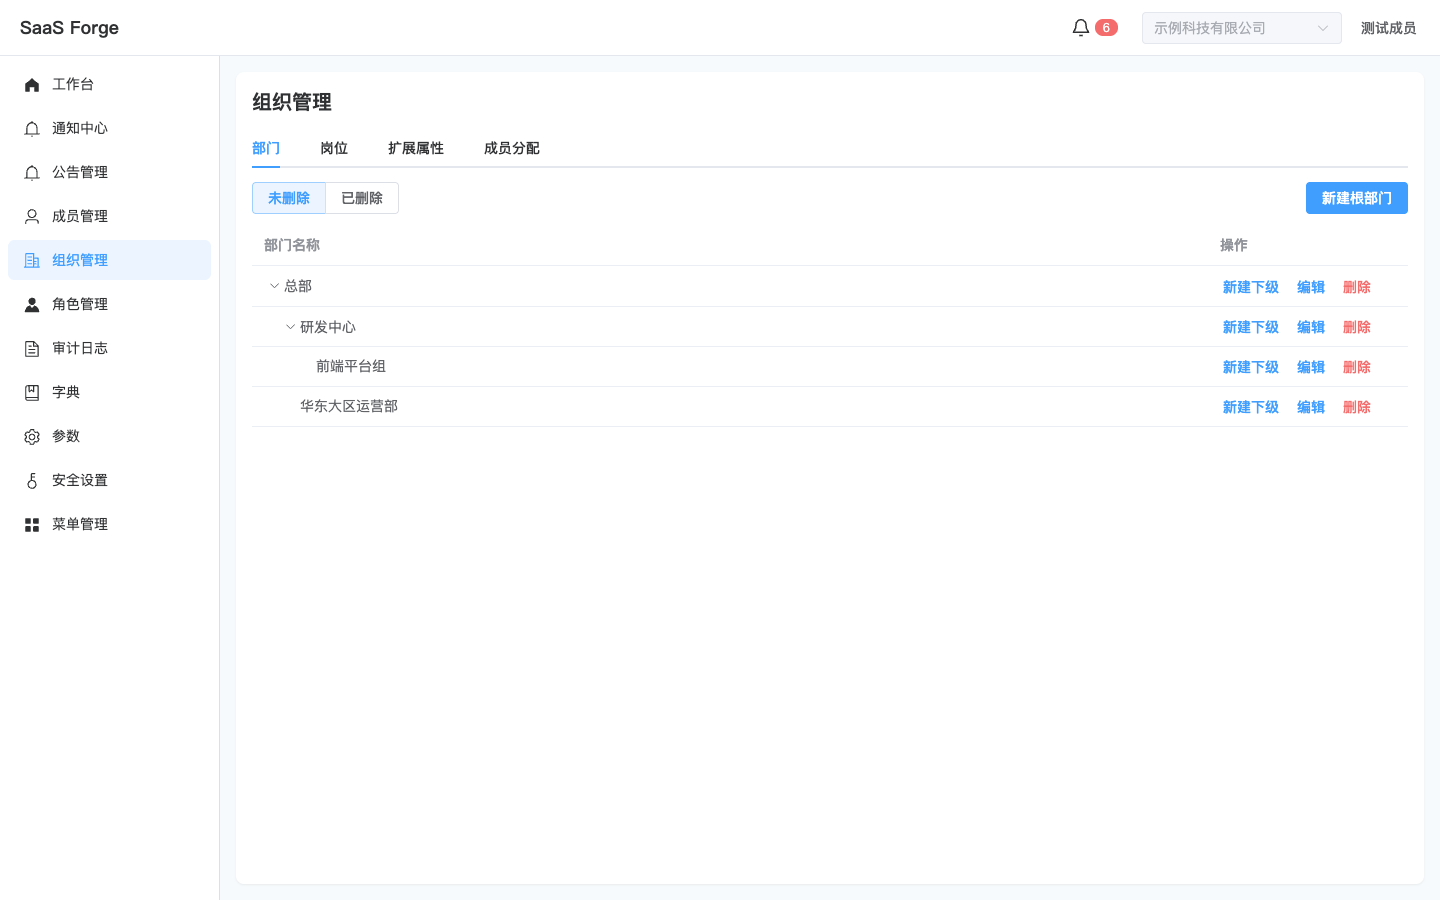 SaaS Forge
6
示例科技有限公司
测试成员
工作台
通知中心
公告管理
成员管理
组织管理
角色管理
审计日志
字典
参数
安全设置
菜单管理
组织管理
部门 岗位 扩展属性 成员分配
未删除 已删除 新建根部门
部门名称 操作
总部 新建下级 编辑 删除
研发中心 新建下级 编辑 删除
前端平台组 新建下级 编辑 删除
华东大区运营部 新建下级 编辑 删除